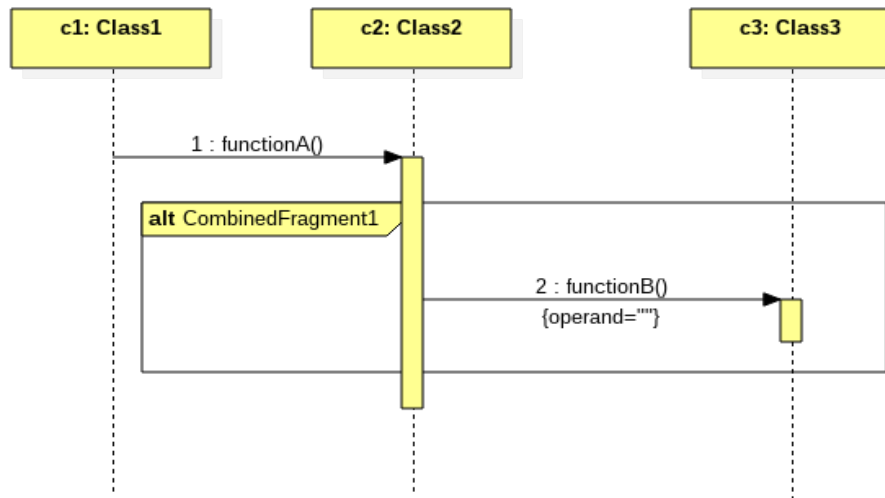 c1: Class1
c2: Class2
c3: Class3
1 : functionA()
alt CombinedFragment1
2 : functionB()
{operand=""}